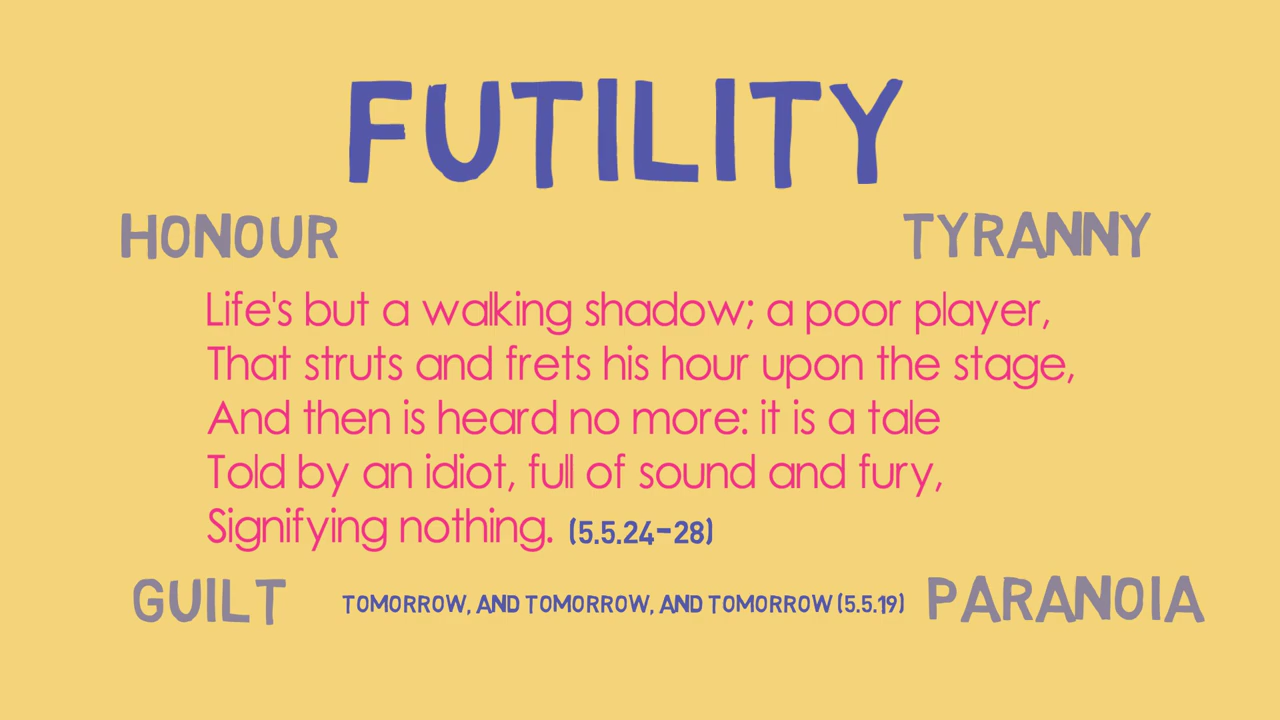 FUTILITY
HONOUR
TYRANNY
Life's but a walking shadow; a poor player,
That struts and frets his hour upon the stage,
And then is heard no more: it is a tale
Told by an idiot, full of sound and fury,
Signifying nothing. (5.5.24-28)
GUILT
TOMORROW, AND TOMORROW, AND TOMORROW (5.5.19)
PARANOIA